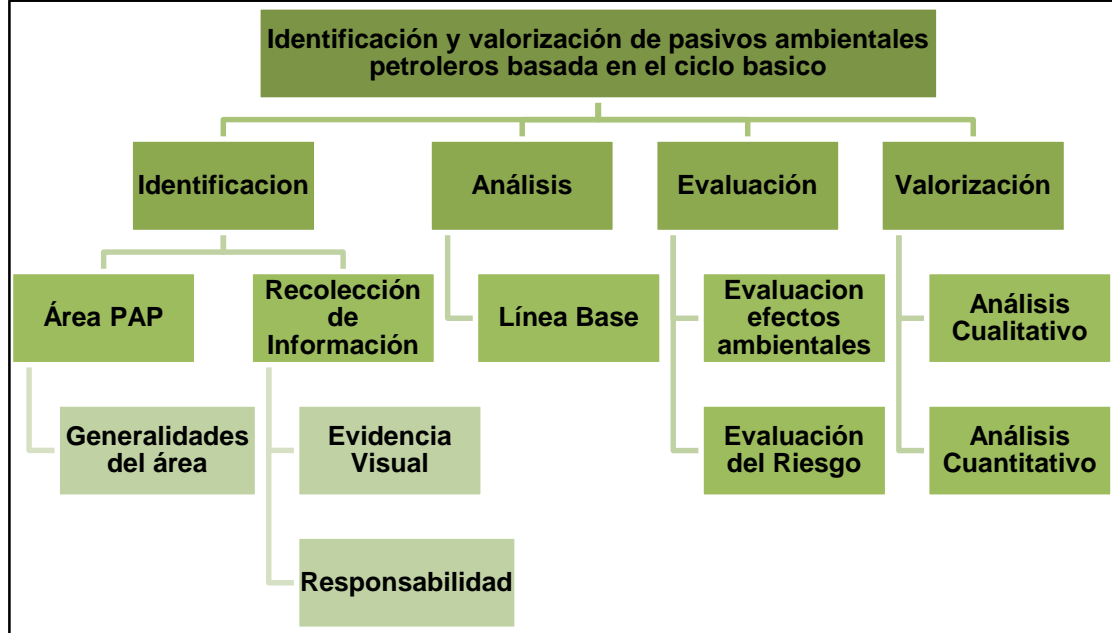 Identificación y valorización de pasivos ambientales
petroleros basada en el ciclo basico
Identificacion
Análisis
Evaluación
Valorización
Área PAP
Recolección
de
Información
Línea Base
Evaluacion
efectos
ambientales
Análisis
Cualitativo
Generalidades
del área
Evidencia
Visual
Evaluación
del Riesgo
Análisis
Cuantitativo
Responsabilidad